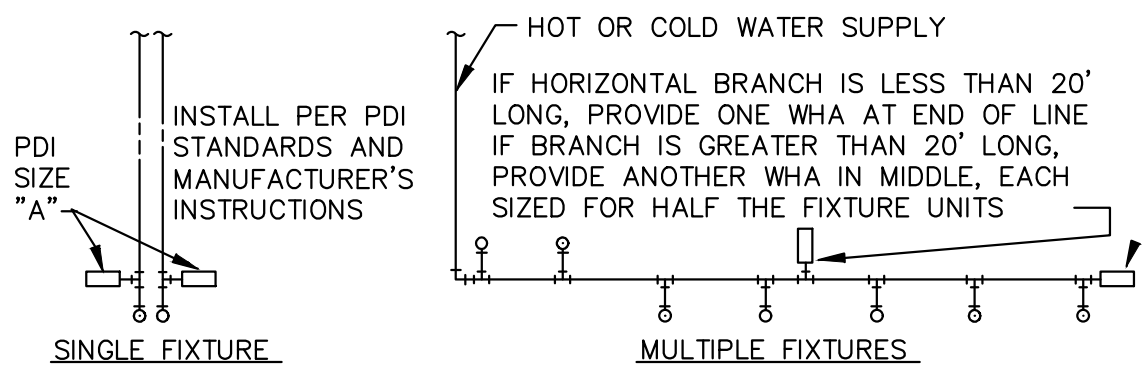 HOT OR COLD WATER SUPPLY
IF HORIZONTAL BRANCH IS LESS THAN 20'
LONG, PROVIDE ONE WHA AT END OF LINE
IF BRANCH IS GREATER THAN 20' LONG,
PROVIDE ANOTHER WHA IN MIDDLE, EACH
SIZED FOR HALF THE FIXTURE UNITS
INSTALL PER PDI
STANDARDS AND
MANUFACTURER'S
INSTRUCTIONS
PDI
SIZE
"A"
SINGLE FIXTURE
MULTIPLE FIXTURES